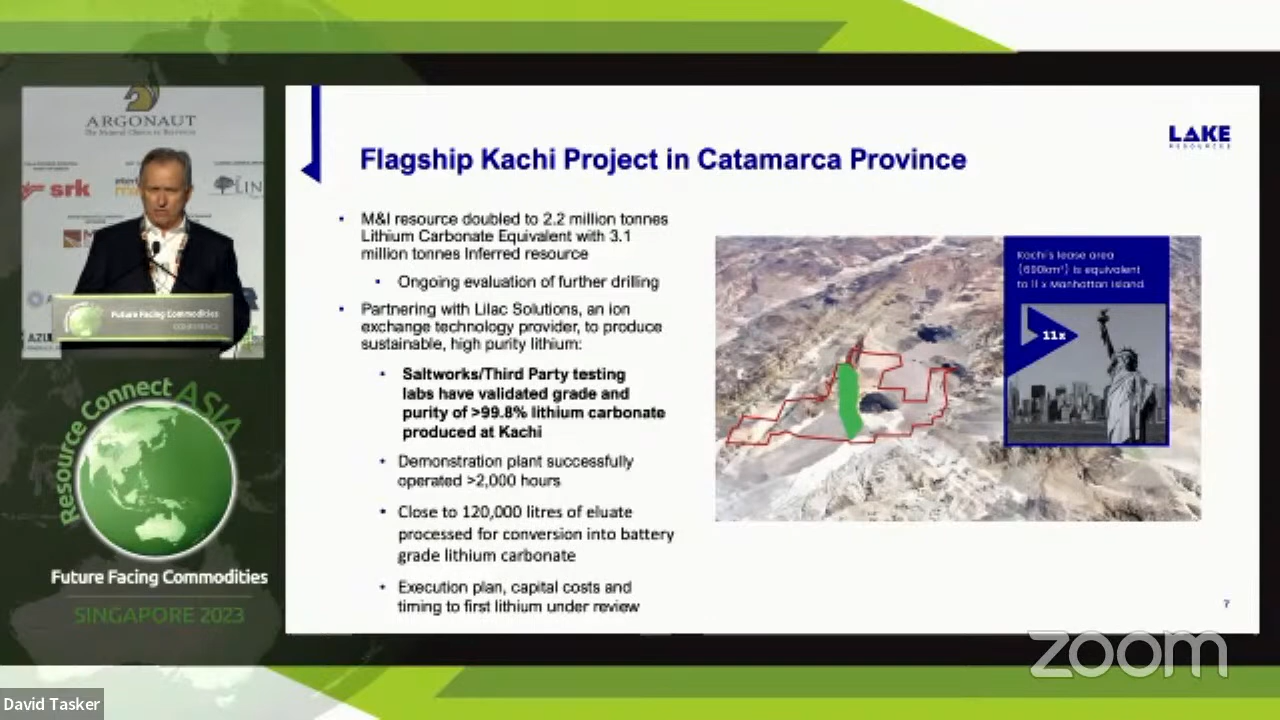 ARGONAUT
srk
LIN
Future Facing Commodities
CONFERENCE
Resource Connect ASIA
Future Facing Commodities
SINGAPORE 2023
David Tasker
LAKE
RESOURCES
Flagship Kachi Project in Catamarca Province
• M&I resource doubled to 2.2 million tonnes
Lithium Carbonate Equivalent with 3.1
million tonnes Inferred resource
• Ongoing evaluation of further drilling
• Partnering with Lilac Solutions, an ion
exchange technology provider, to produce
sustainable, high purity lithium:
• Saltworks/Third Party testing
labs have validated grade and
purity of >99.8% lithium carbonate
produced at Kachi
• Demonstration plant successfully
operated >2,000 hours
• Close to 120,000 litres of eluate
processed for conversion into battery
grade lithium carbonate
• Execution plan, capital costs and
timing to first lithium under review
Kachi's lease area
(690km²) is equivalent
to 11 x Manhattan Island.
11x
7
zoom